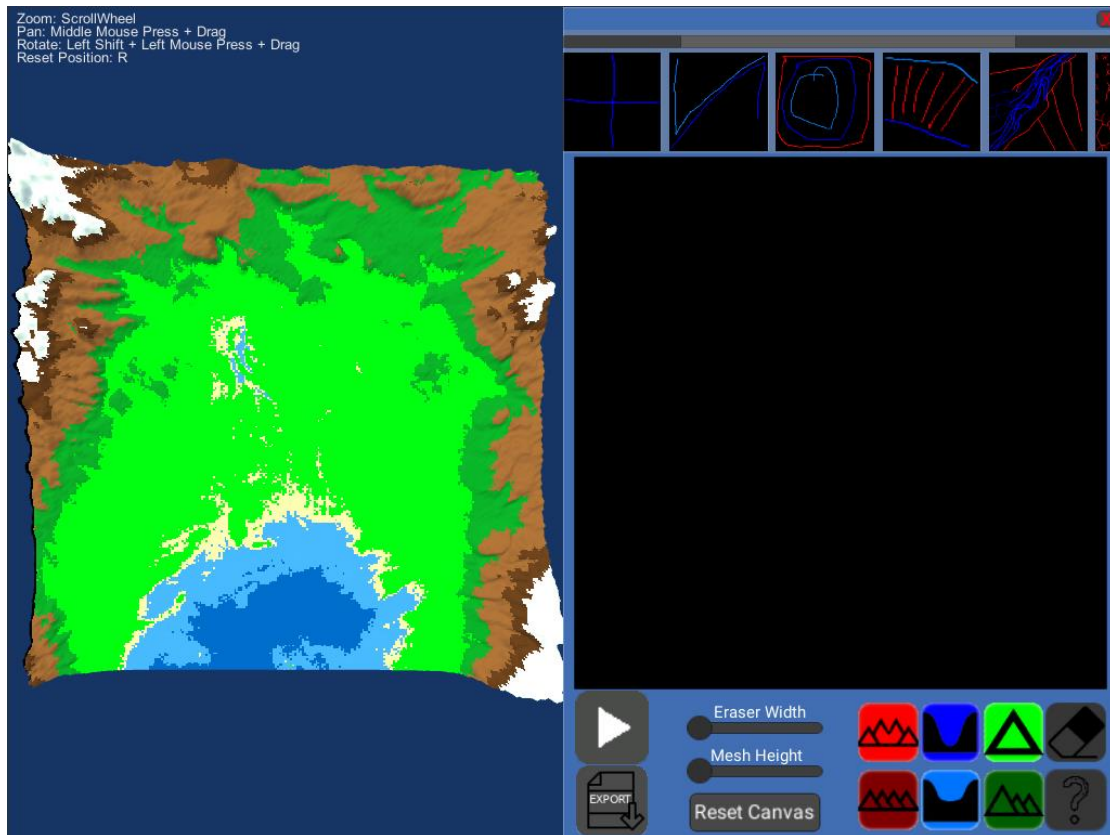 Zoom: ScrollWheel
Pan: Middle Mouse Press + Drag
Rotate: Left Shift + Left Mouse Press + Drag
Reset Position: R
Eraser Width
Mesh Height
EXPORT
Reset Canvas
?